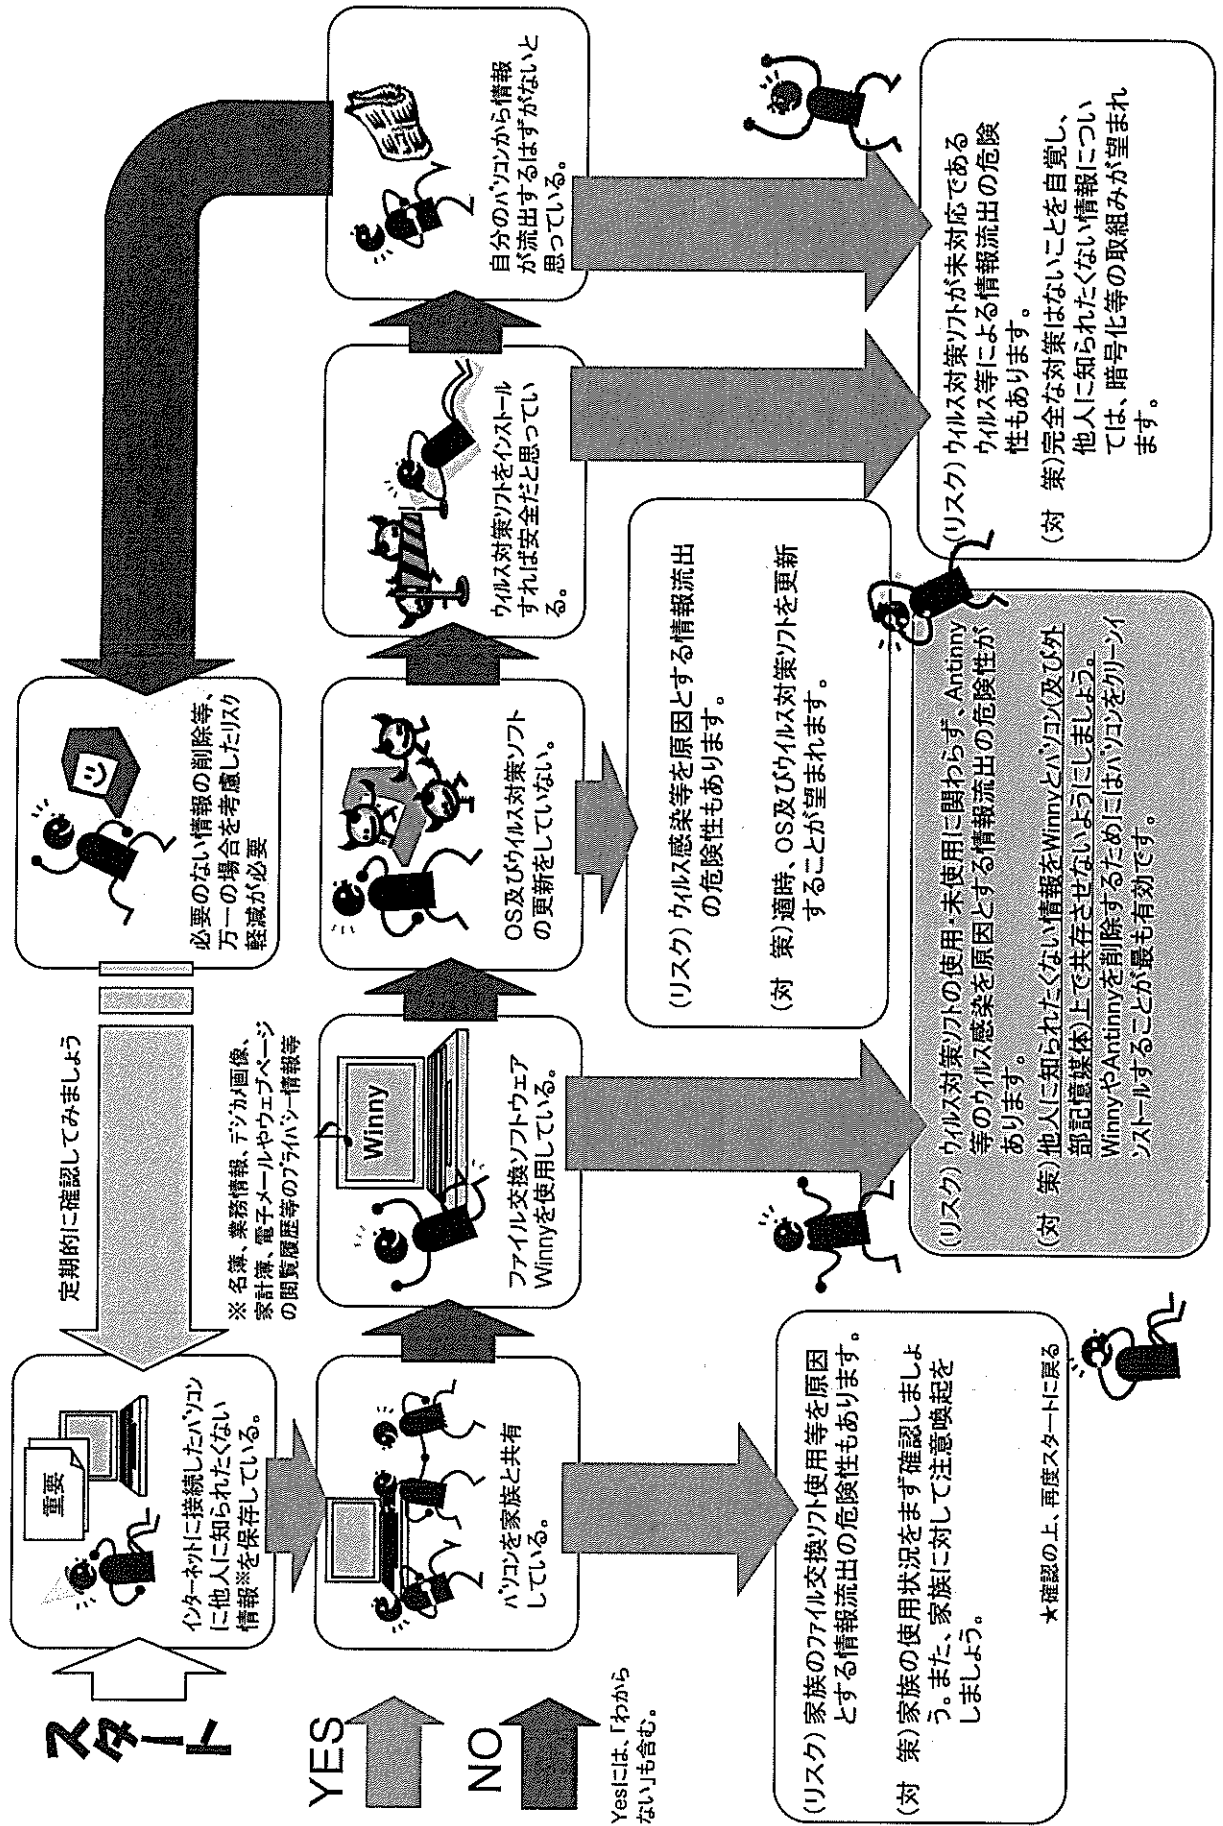 スタート
YES
NO
Yesには、「わから
ない」も含む。
重要
インターネットに接続したパソコン
に他人に知られたくない
情報※を保存している。
定期的に確認してみましょう
※ 名簿、業務情報、デジカメ画像、
家計簿、電子メールやウェブページ
の閲覧履歴等のプライバシー情報等
必要のない情報の削除等、
万一の場合を考慮したリスク
軽減が必要
パソコンを家族と共有
している。
Winny
ファイル交換ソフトウェア
Winnyを使用している。
OS及びウィルス対策ソフト
の更新をしていない。
ウィルス対策ソフトをインストール
すれば安全だと思ってい
る。
自分のパソコンから情報
が流出するはずがないと
思っている。
(リスク) 家族のファイル交換ソフト使用等を原因
とする情報流出の危険性もあります。
(対　策) 家族の使用状況をまず確認しましょ
う。また、家族に対して注意喚起を
しましょう。
★確認の上、再度スタートに戻る
(リスク) ウィルス対策ソフトの使用・未使用に関わらず、Antinny
等のウィルス感染を原因とする情報流出の危険性が
あります。
(対　策) 他人に知られたくない情報をWinnyとパソコン(及び外
部記憶媒体)上で共存させないようにしましょう。
WinnyやAntinnyを削除するためにはパソコンをクリーンイ
ンストールすることが最も有効です。
(リスク) ウィルス感染等を原因とする情報流出
の危険性もあります。
(対　策) 適時、OS及びウィルス対策ソフトを更新
することが望まれます。
(リスク) ウィルス対策ソフトが未対応である
ウィルス等による情報流出の危険
性もあります。
(対　策) 完全な対策はないことを自覚し、
他人に知られたくない情報につい
ては、暗号化等の取組みが望まれ
ます。